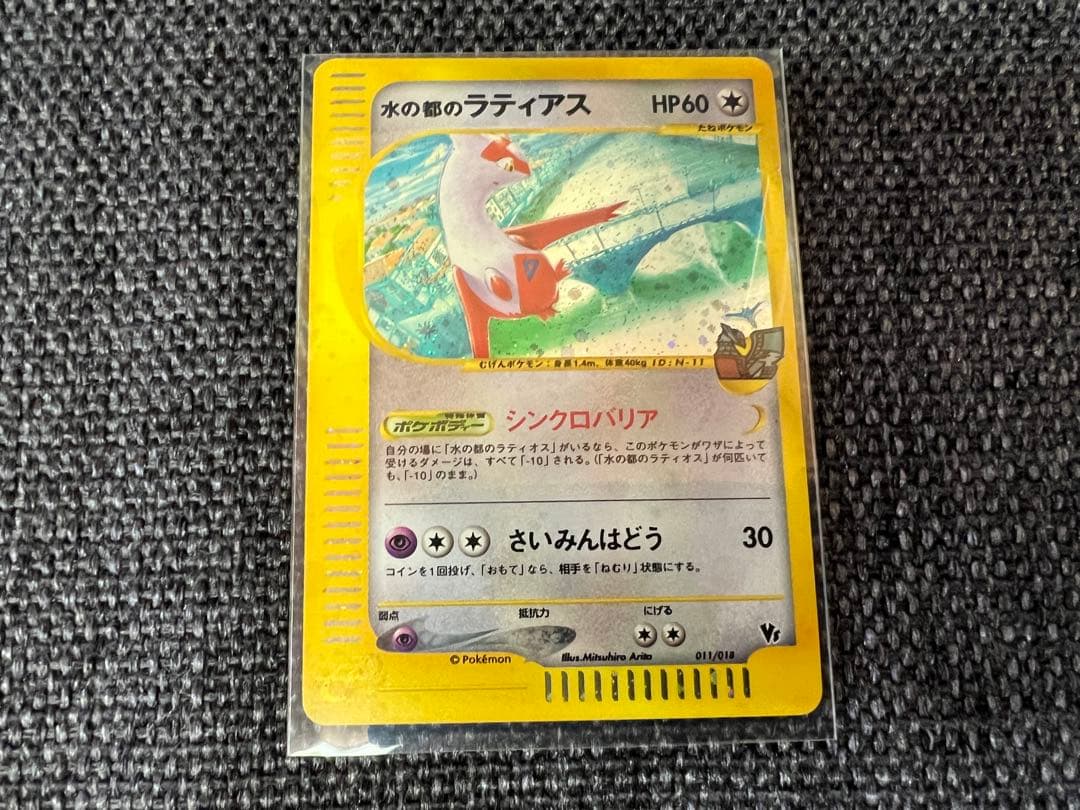 水の都のラティアス HP60
たねポケモン
むげんポケモン:身長1.4m、体重40kg ID:N-11
特殊体質
ポケボディー シンクロバリア
自分の場に「水の都のラティオス」がいるなら、このポケモンがワザによって
受けるダメージは、すべて「-10」される。(「水の都のラティオス」が何匹いて
も、「-10」のまま。)
さいみんはどう 30
コインを1回投げ、「おもて」なら、相手を「ねむり」状態にする。
弱点 抵抗力 にげる
Vs
© Pokémon Illus.Mitsuhiro Arita 011/018